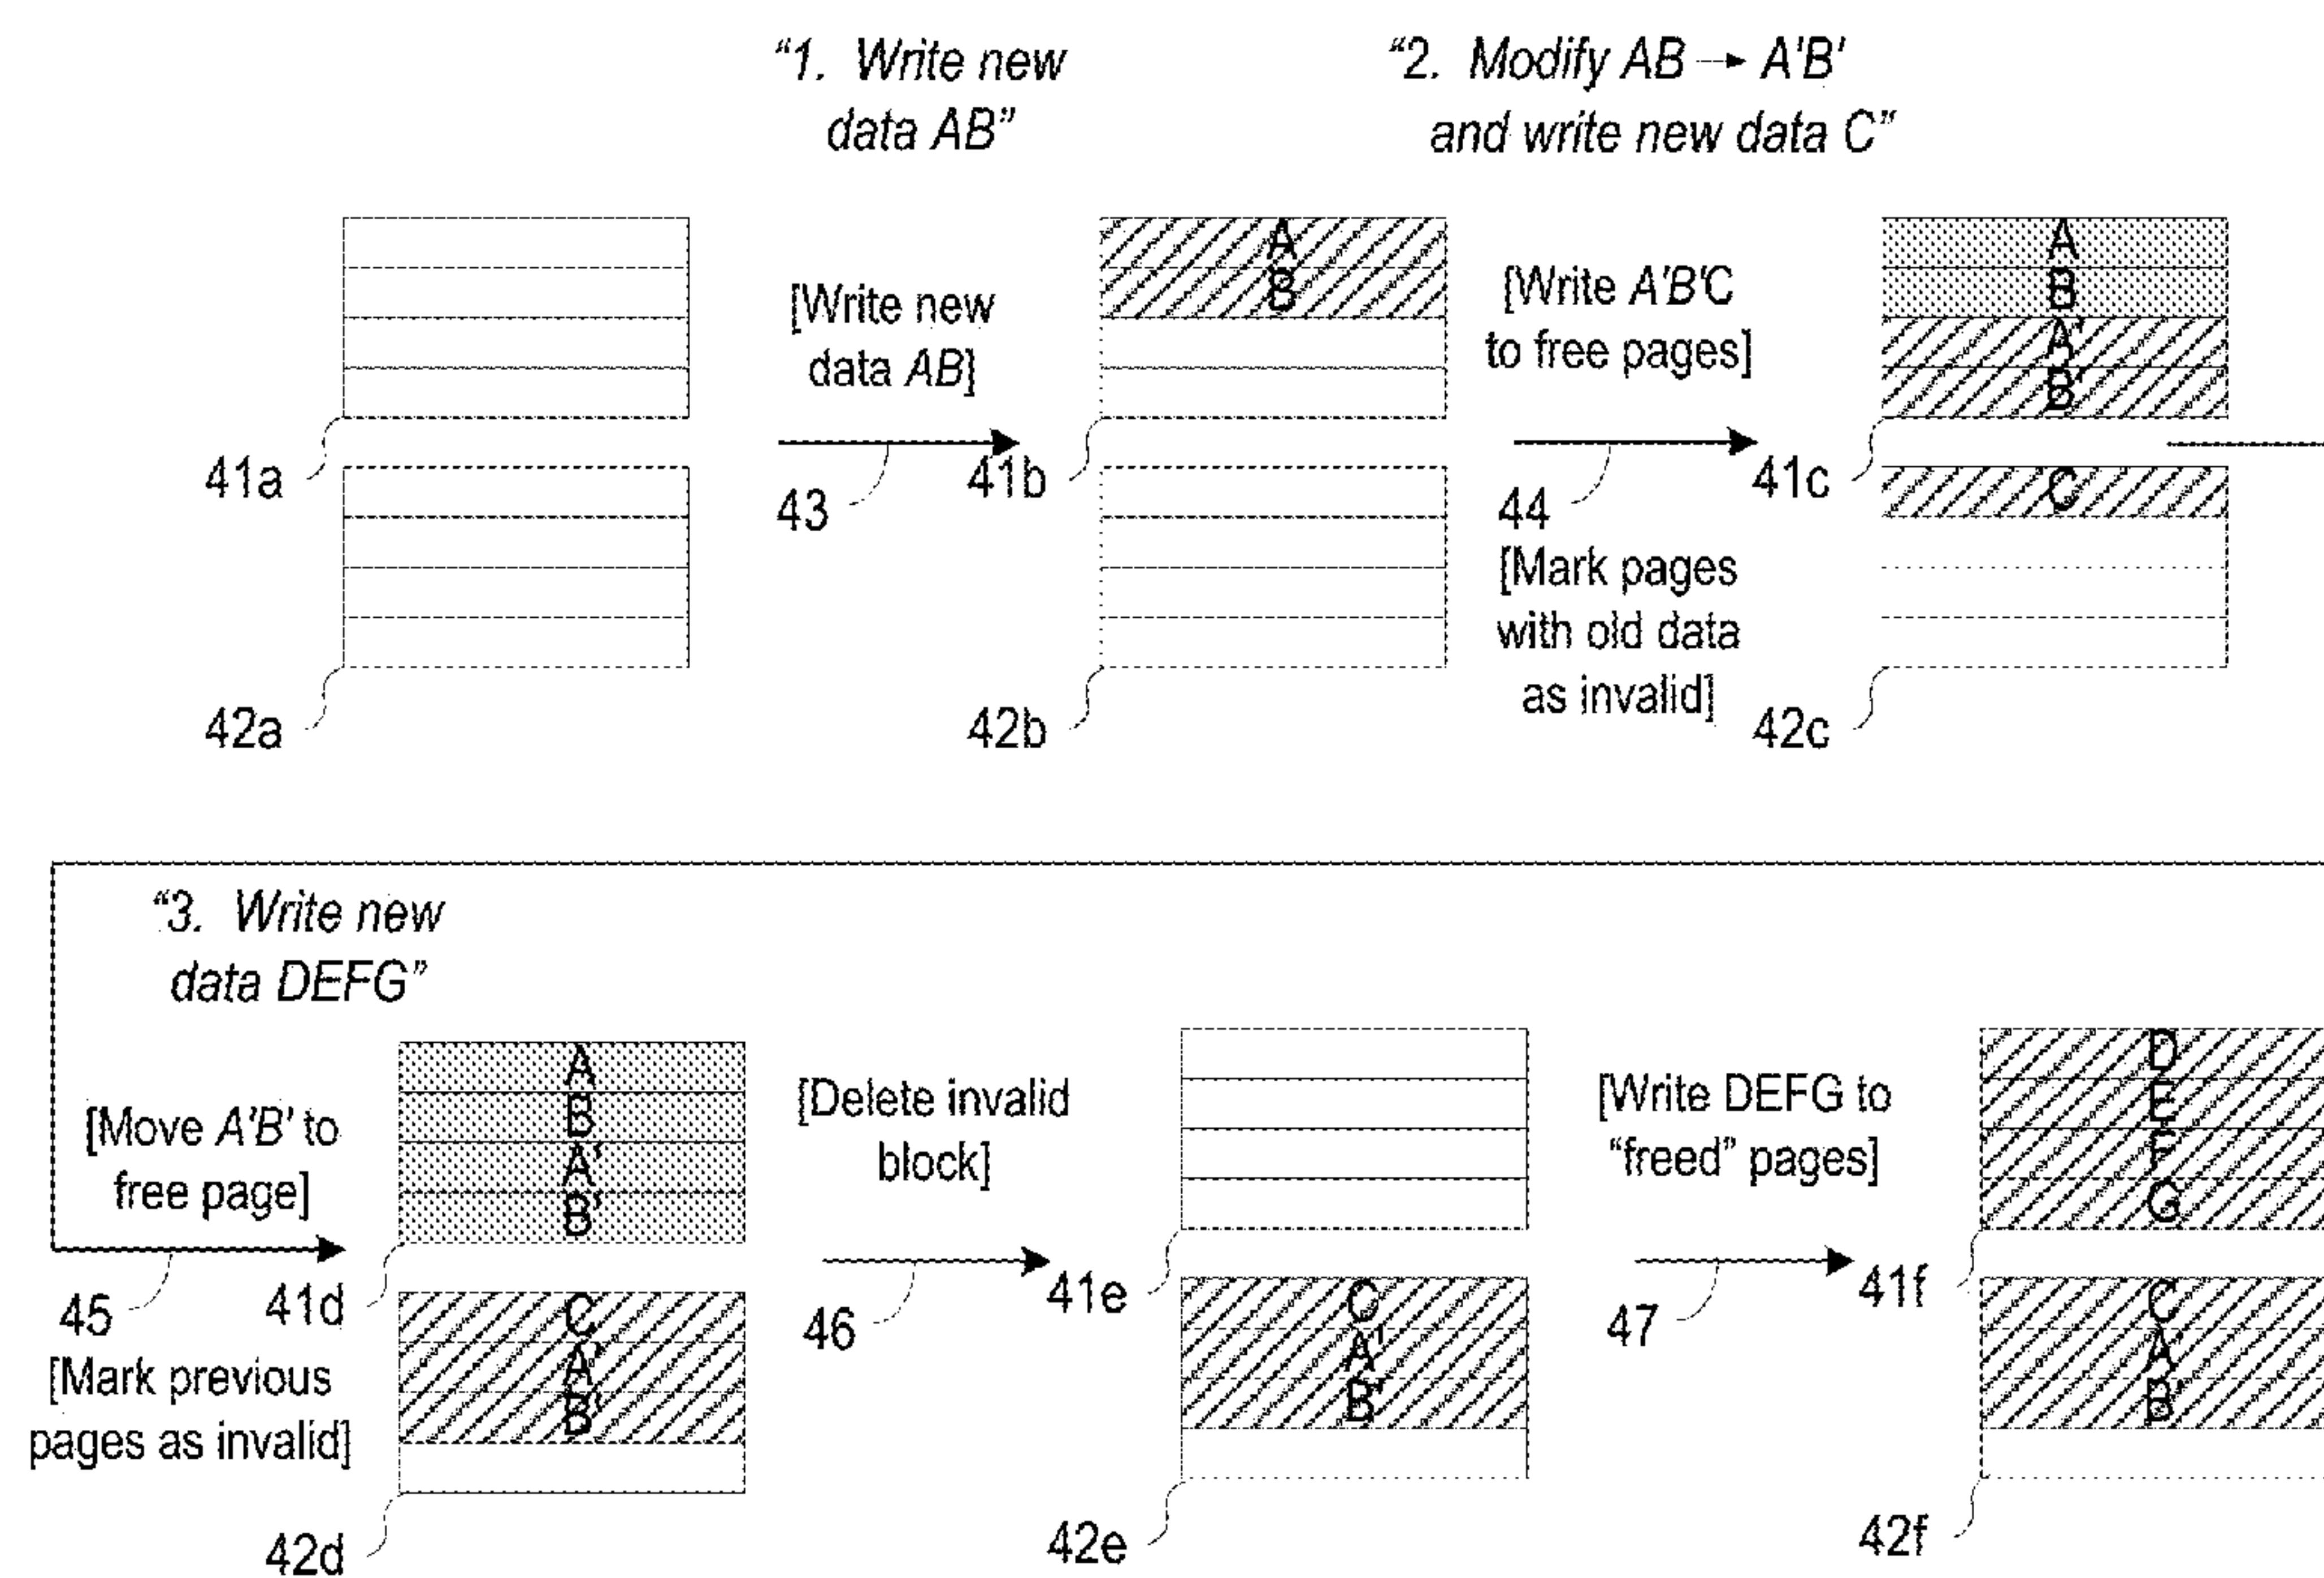 "1. Write new
data AB"
"2. Modify AB → A'B'
and write new data C"
[Write new
data AB]
[Write A'B'C
to free pages]
A
B
A
B
A'
B'
C
41a
43
41b
44
41c
[Mark pages
with old data
as invalid]
42a
42b
42c
"3. Write new
data DEFG"
[Move A'B' to
free page]
A
B
A'
B'
[Delete invalid
block]
[Write DEFG to
"freed" pages]
D
E
F
G
45
41d
46
41e
47
41f
[Mark previous
pages as invalid]
C
A'
B'
C
A'
B'
C
A'
B'
42d
42e
42f